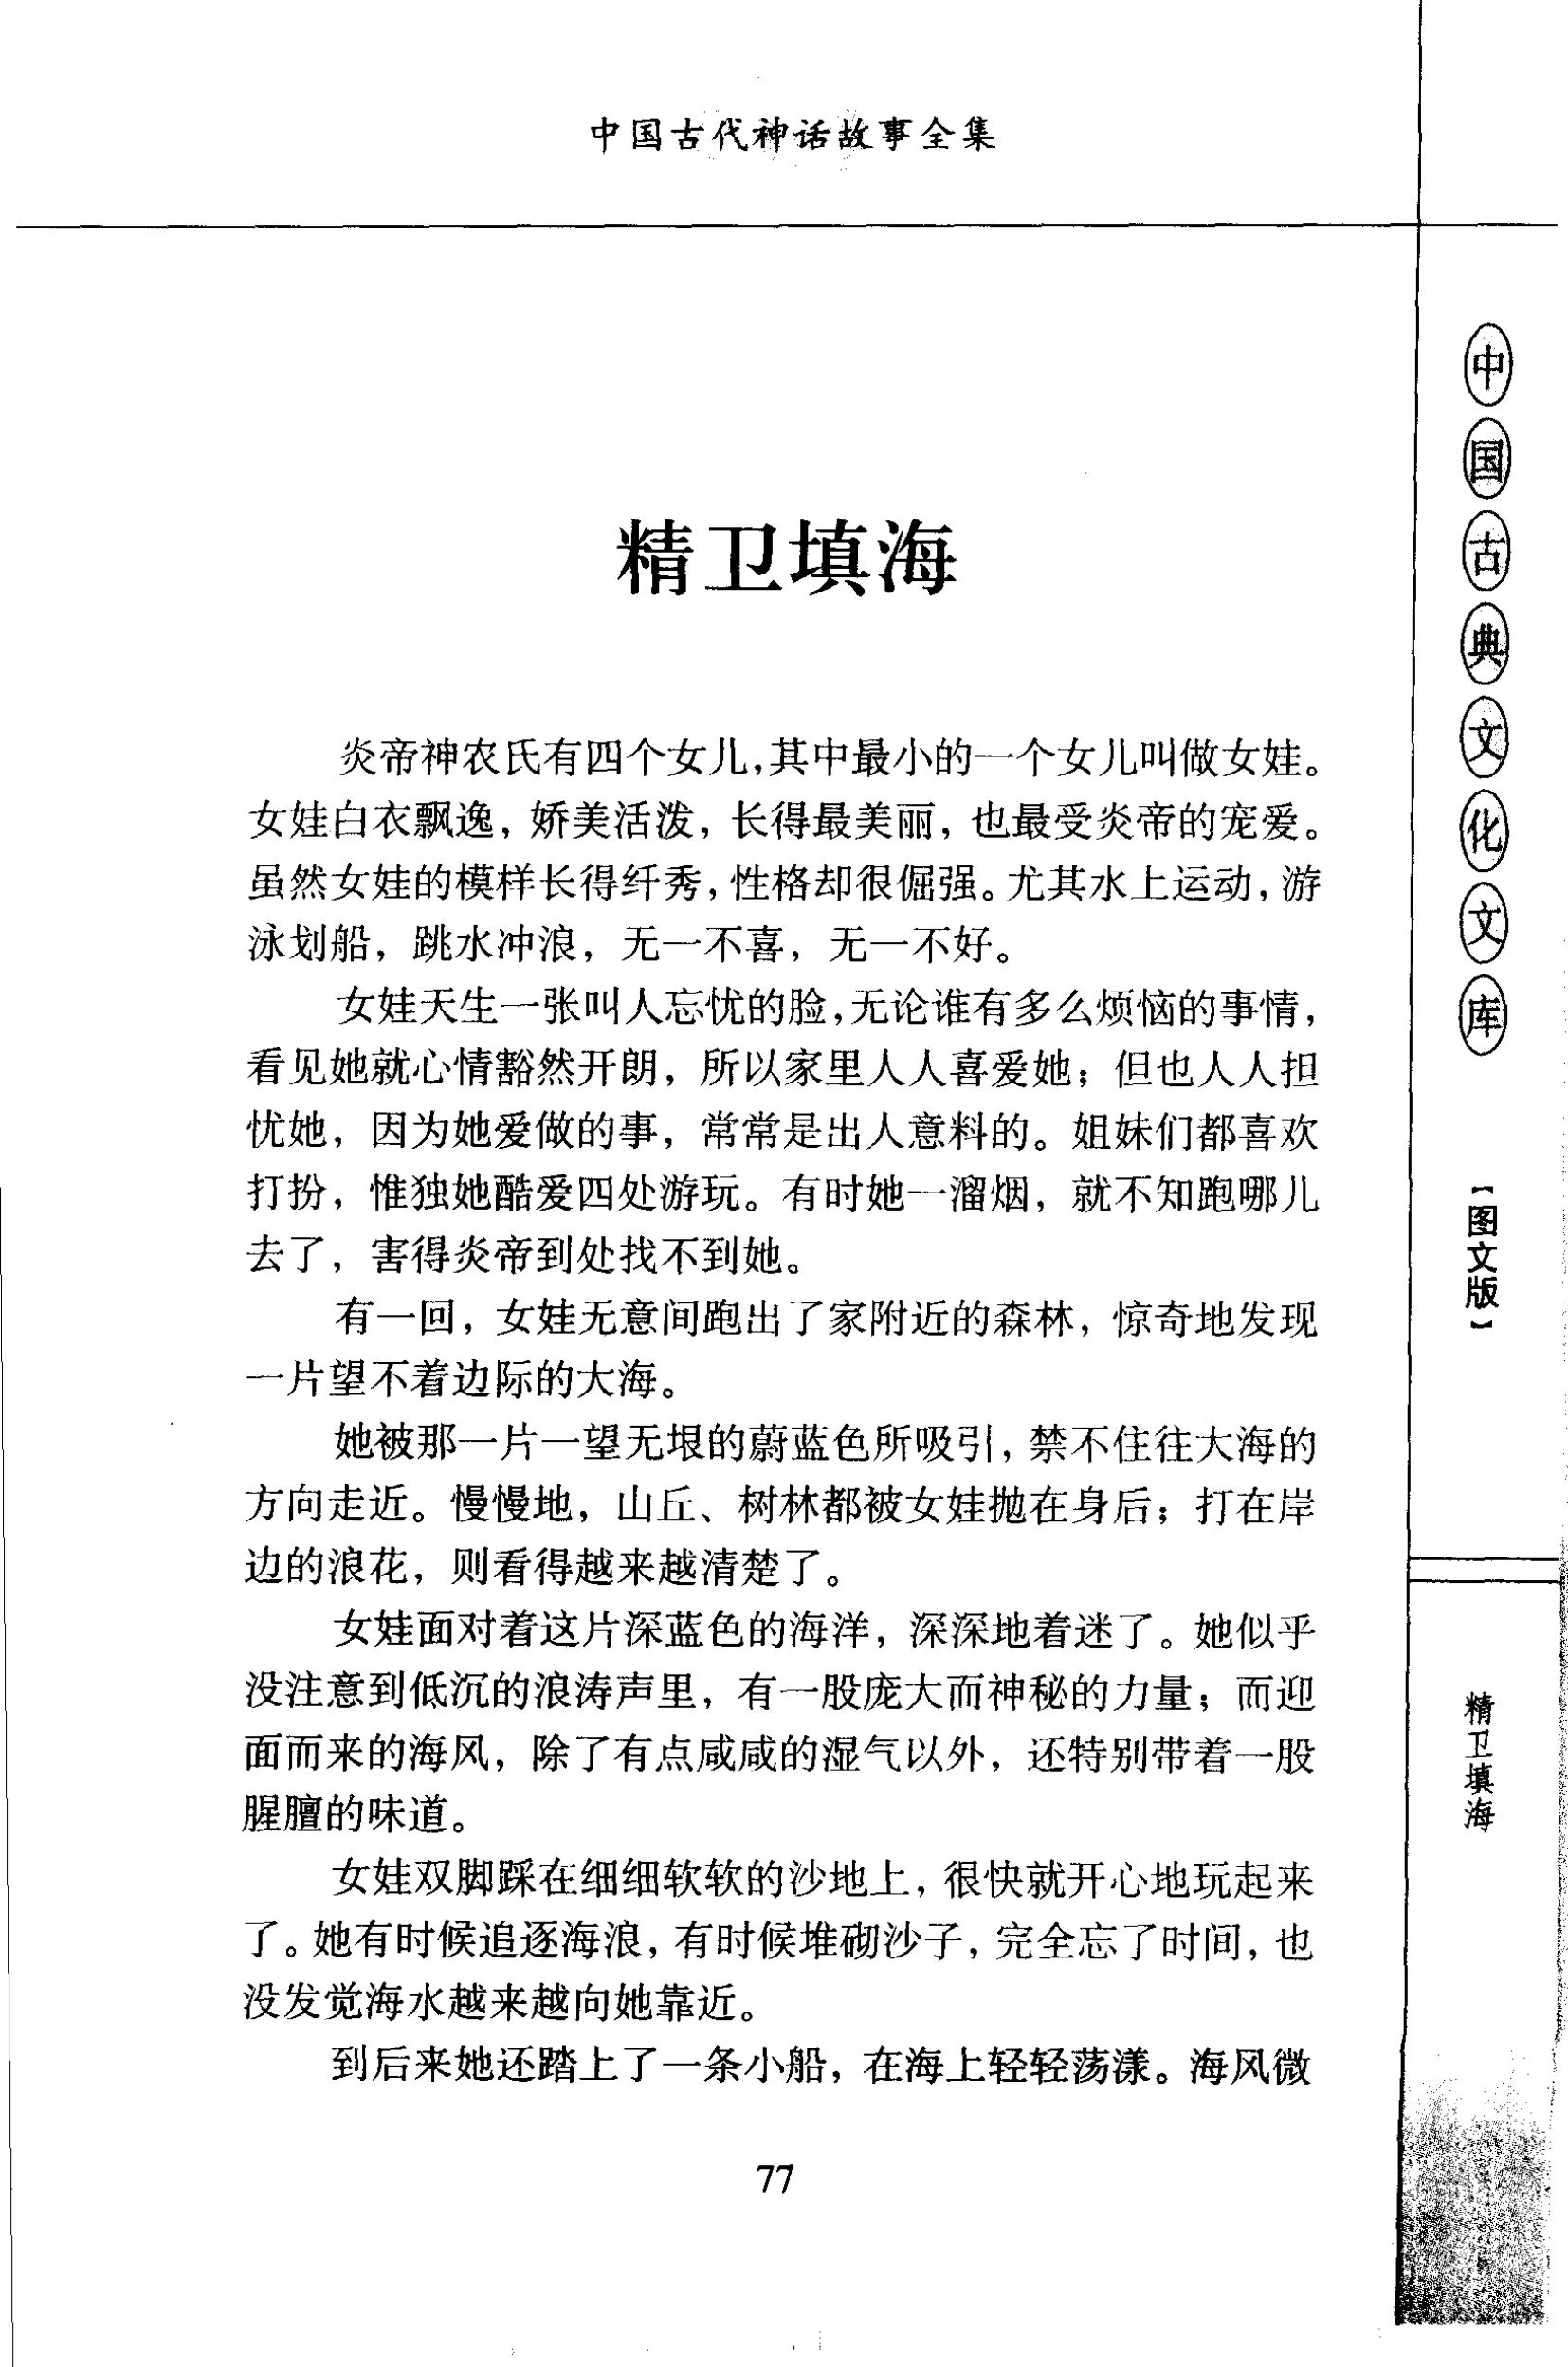 中国古代神话故事全集
精卫填海
炎帝神农氏有四个女儿，其中最小的一个女儿叫做女娃。
女娃白衣飘逸，娇美活泼，长得最美丽，也最受炎帝的宠爱。
虽然女娃的模样长得纤秀，性格却很倔强。尤其水上运动，游
泳划船，跳水冲浪，无一不喜，无一不好。
女娃天生一张叫人忘忧的脸，无论谁有多么烦恼的事情，
看见她就心情豁然开朗，所以家里人人喜爱她；但也人人担
忧她，因为她爱做的事，常常是出人意料的。姐妹们都喜欢
打扮，惟独她酷爱四处游玩。有时她一溜烟，就不知跑哪儿
去了，害得炎帝到处找不到她。
有一回，女娃无意间跑出了家附近的森林，惊奇地发现
一片望不着边际的大海。
她被那一片一望无垠的蔚蓝色所吸引，禁不住往大海的
方向走近。慢慢地，山丘、树林都被女娃抛在身后；打在岸
边的浪花，则看得越来越清楚了。
女娃面对着这片深蓝色的海洋，深深地着迷了。她似乎
没注意到低沉的浪涛声里，有一股庞大而神秘的力量；而迎
面而来的海风，除了有点咸咸的湿气以外，还特别带着一股
腥膻的味道。
女娃双脚踩在细细软软的沙地上，很快就开心地玩起来
了。她有时候追逐海浪，有时候堆砌沙子，完全忘了时间，也
没发觉海水越来越向她靠近。
到后来她还踏上了一条小船，在海上轻轻荡漾。海风微
77
中国古典文化文库
【图文版】
精卫填海